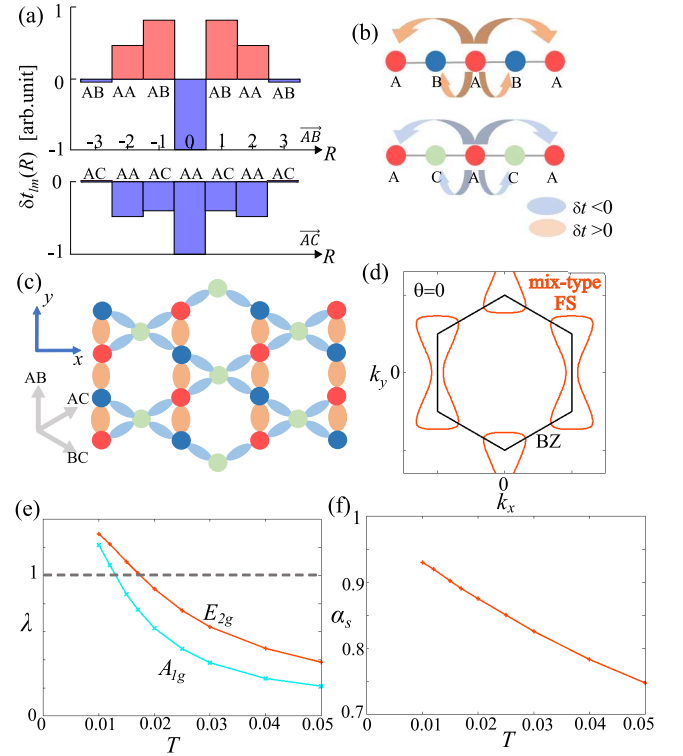 (a)
δt_lm(R) [arb.unit]
1
0
-1
AB AA AB AB AA AB
-3 -2 -1 0 1 2 3
AB
R
AC AA AC AA AC AA AC
0
-1
AC
R
(b)
A B A B A
A C A C A
δt <0
δt >0
(c)
y
x
AB
AC
BC
(d)
θ=0
mix-type
FS
k_y 0
BZ
0
k_x
(e)
λ
1
0
E_2g
A_1g
0 0.01 0.02 0.03 0.04 0.05
T
(f)
α_s
1
0.9
0.8
0.7
0 0.01 0.02 0.03 0.04 0.05
T